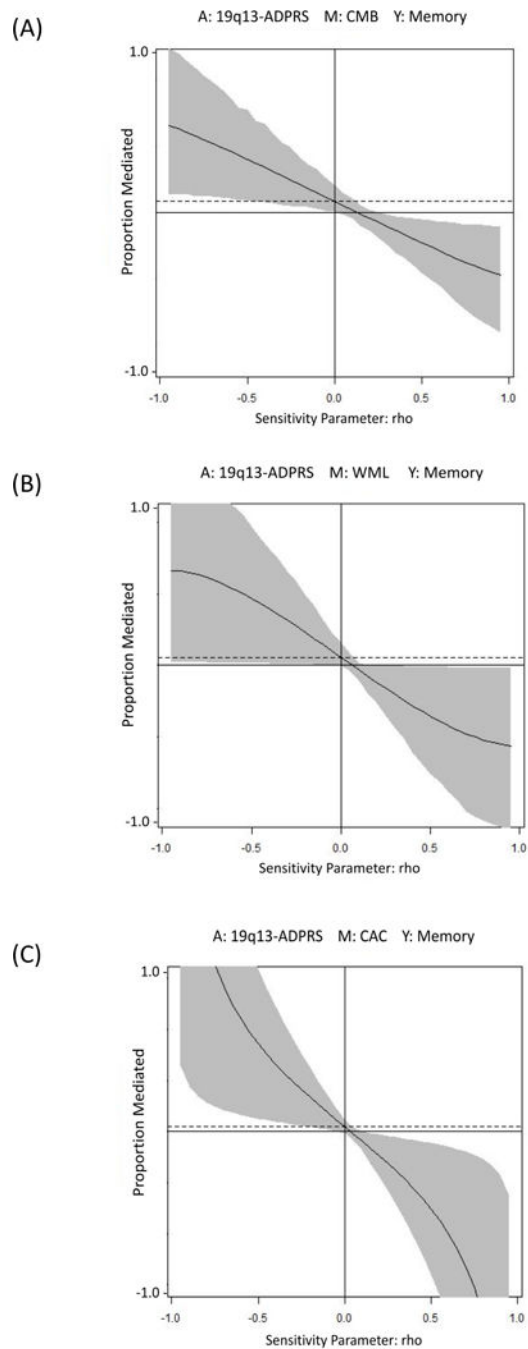 (A)
A: 19q13-ADPRS M: CMB Y: Memory
1.0
Proportion Mediated
-1.0
-1.0 -0.5 0.0 0.5 1.0
Sensitivity Parameter: rho
(B)
A: 19q13-ADPRS M: WML Y: Memory
1.0
Proportion Mediated
-1.0
-1.0 -0.5 0.0 0.5 1.0
Sensitivity Parameter: rho
(C)
A: 19q13-ADPRS M: CAC Y: Memory
1.0
Proportion Mediated
-1.0
-1.0 -0.5 0.0 0.5 1.0
Sensitivity Parameter: rho